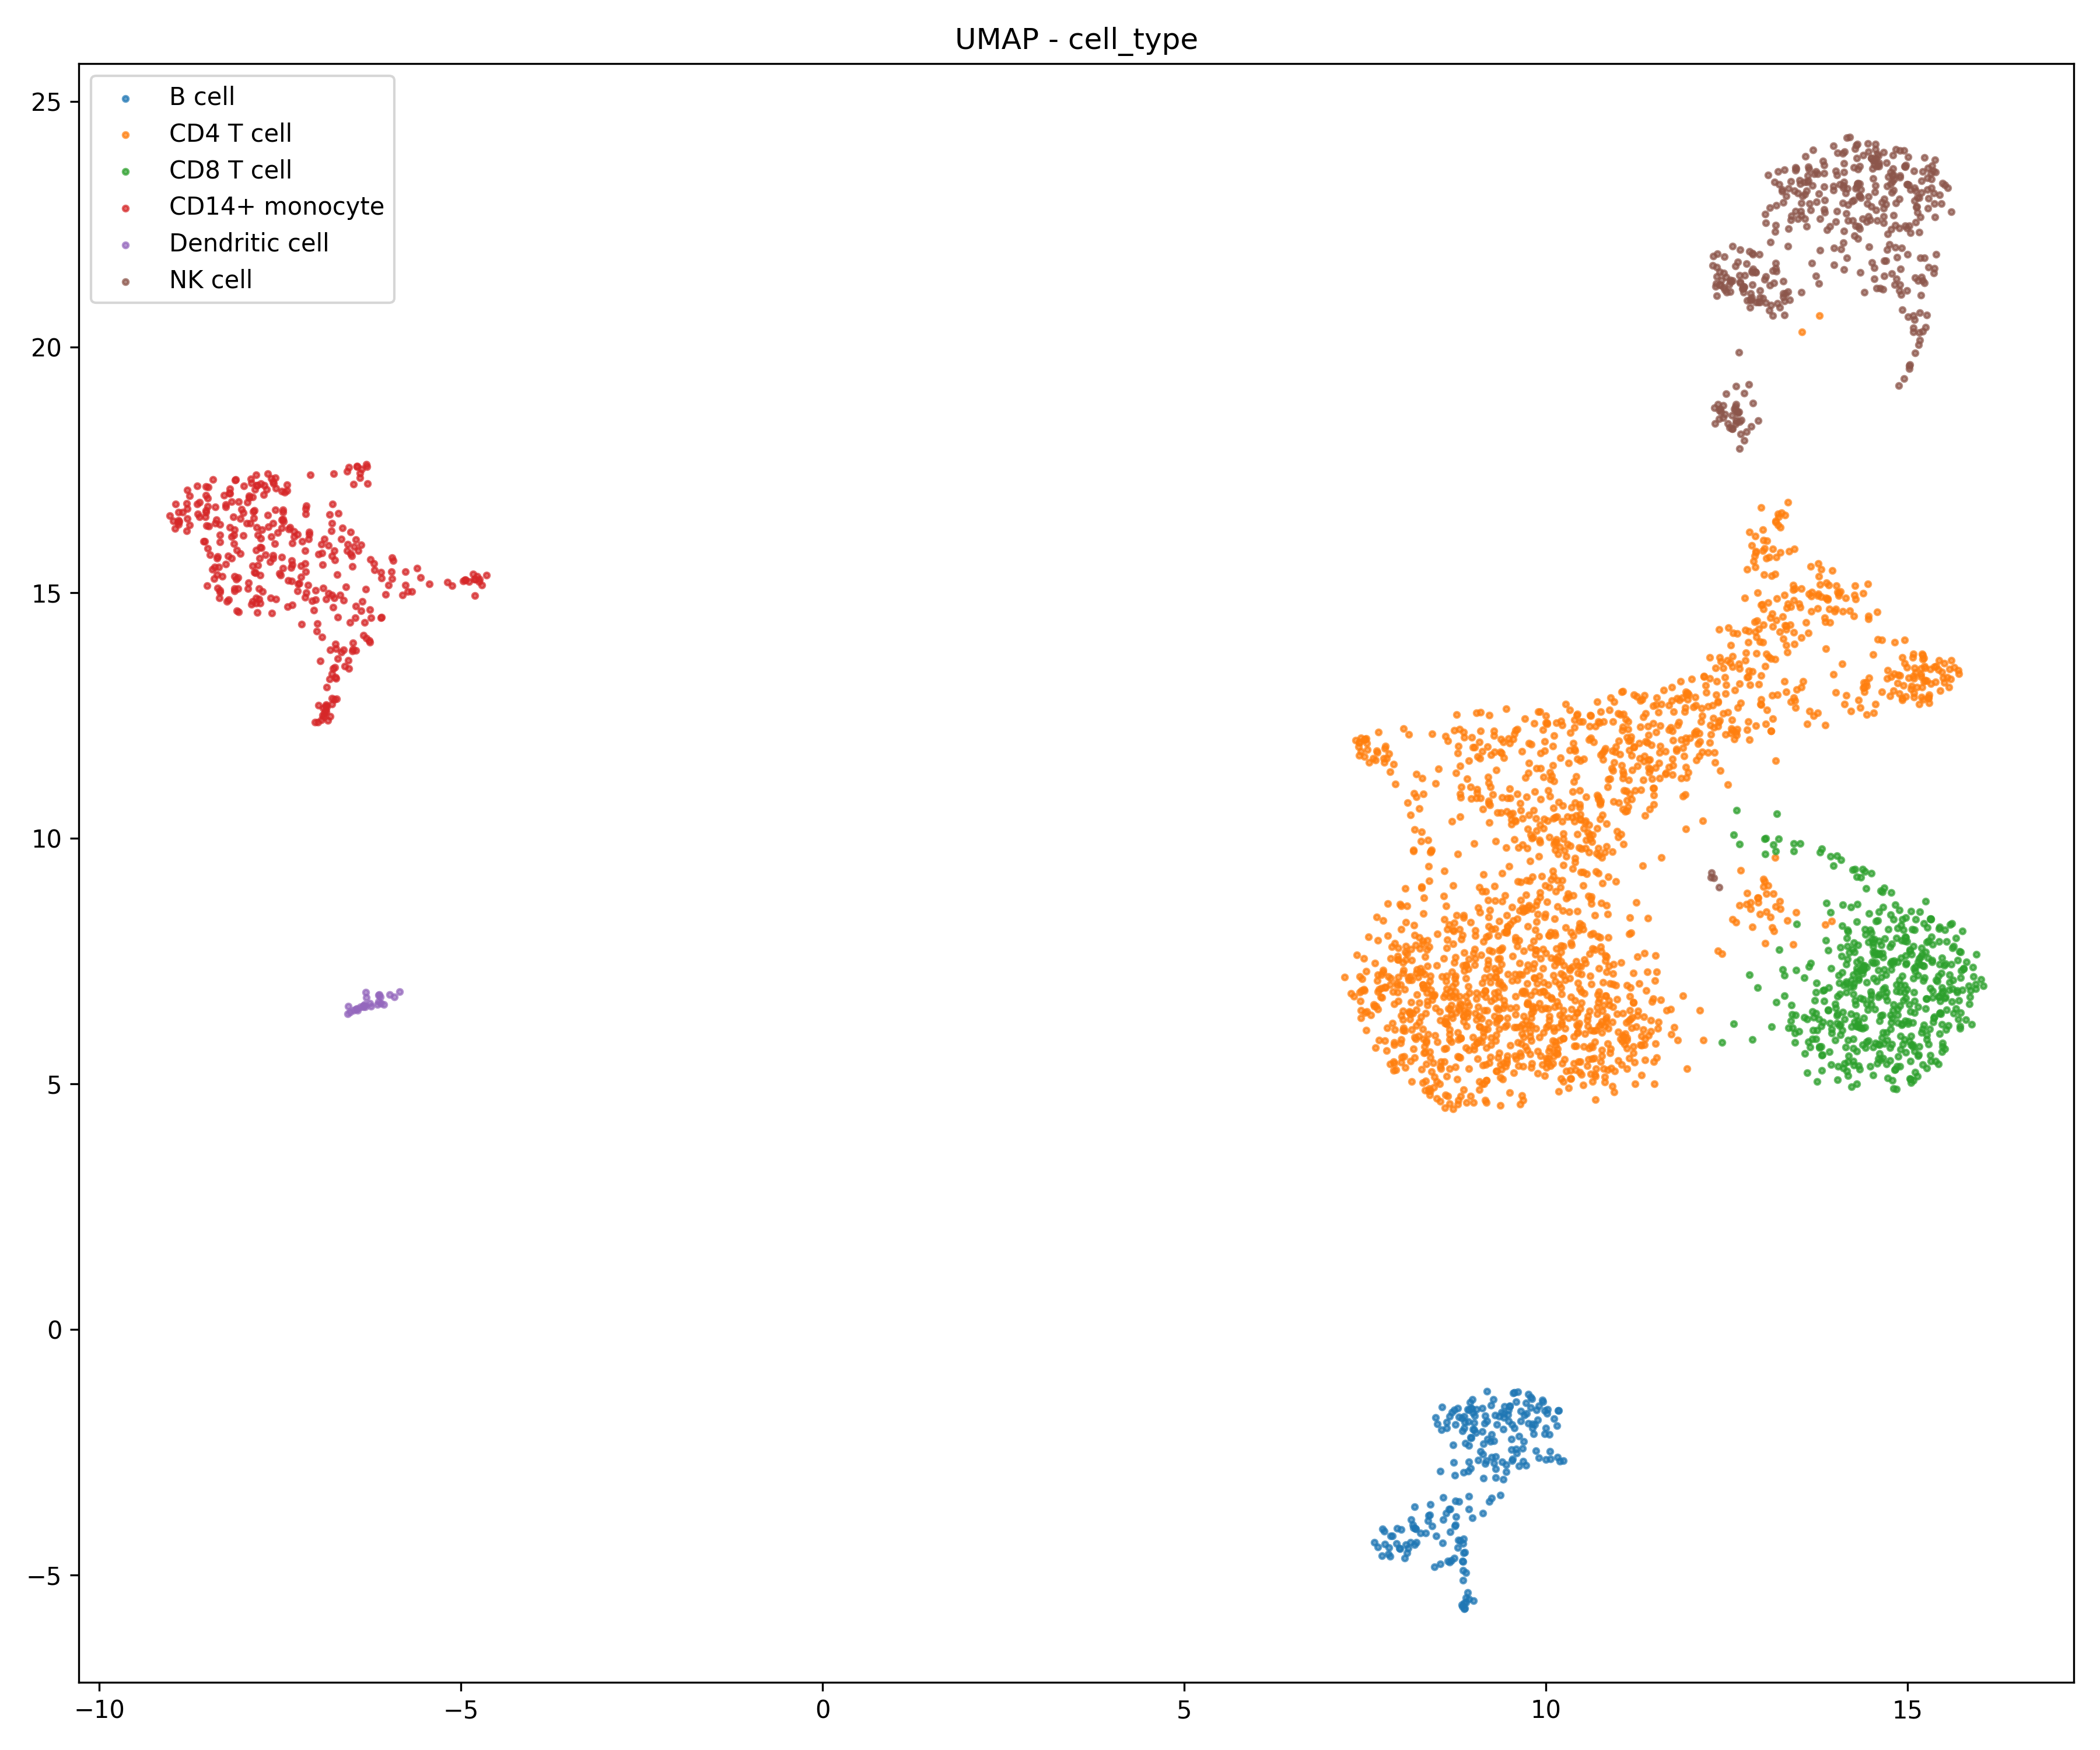 UMAP - cell_type
B cell
CD4 T cell
CD8 T cell
CD14+ monocyte
Dendritic cell
NK cell
25
20
15
10
5
0
−5
−10
−5
0
5
10
15